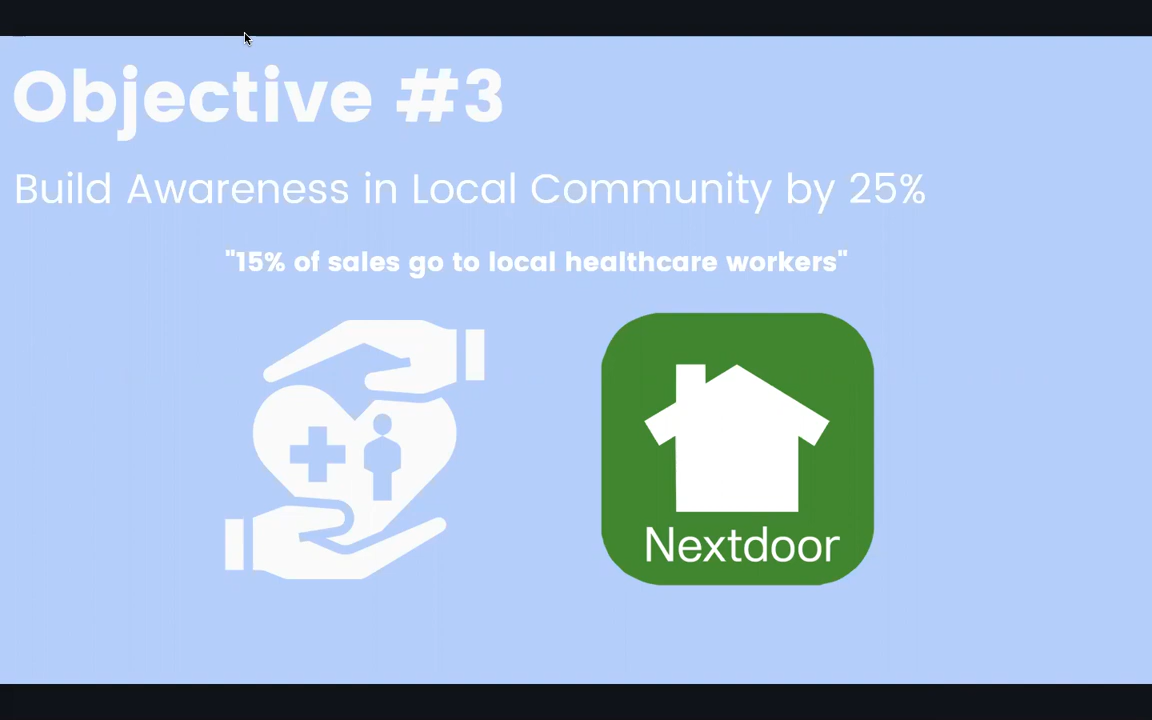 Objective #3
Build Awareness in Local Community by 25%
"15% of sales go to local healthcare workers"
Nextdoor